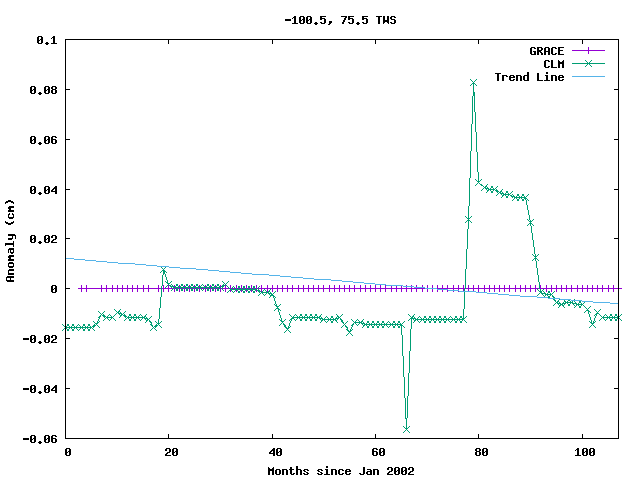 -100.5, 75.5 TWS
GRACE
CLM
Trend Line
0.1
0.08
0.06
0.04
0.02
0
-0.02
-0.04
-0.06
Anomaly (cm)
0 20 40 60 80 100
Months since Jan 2002